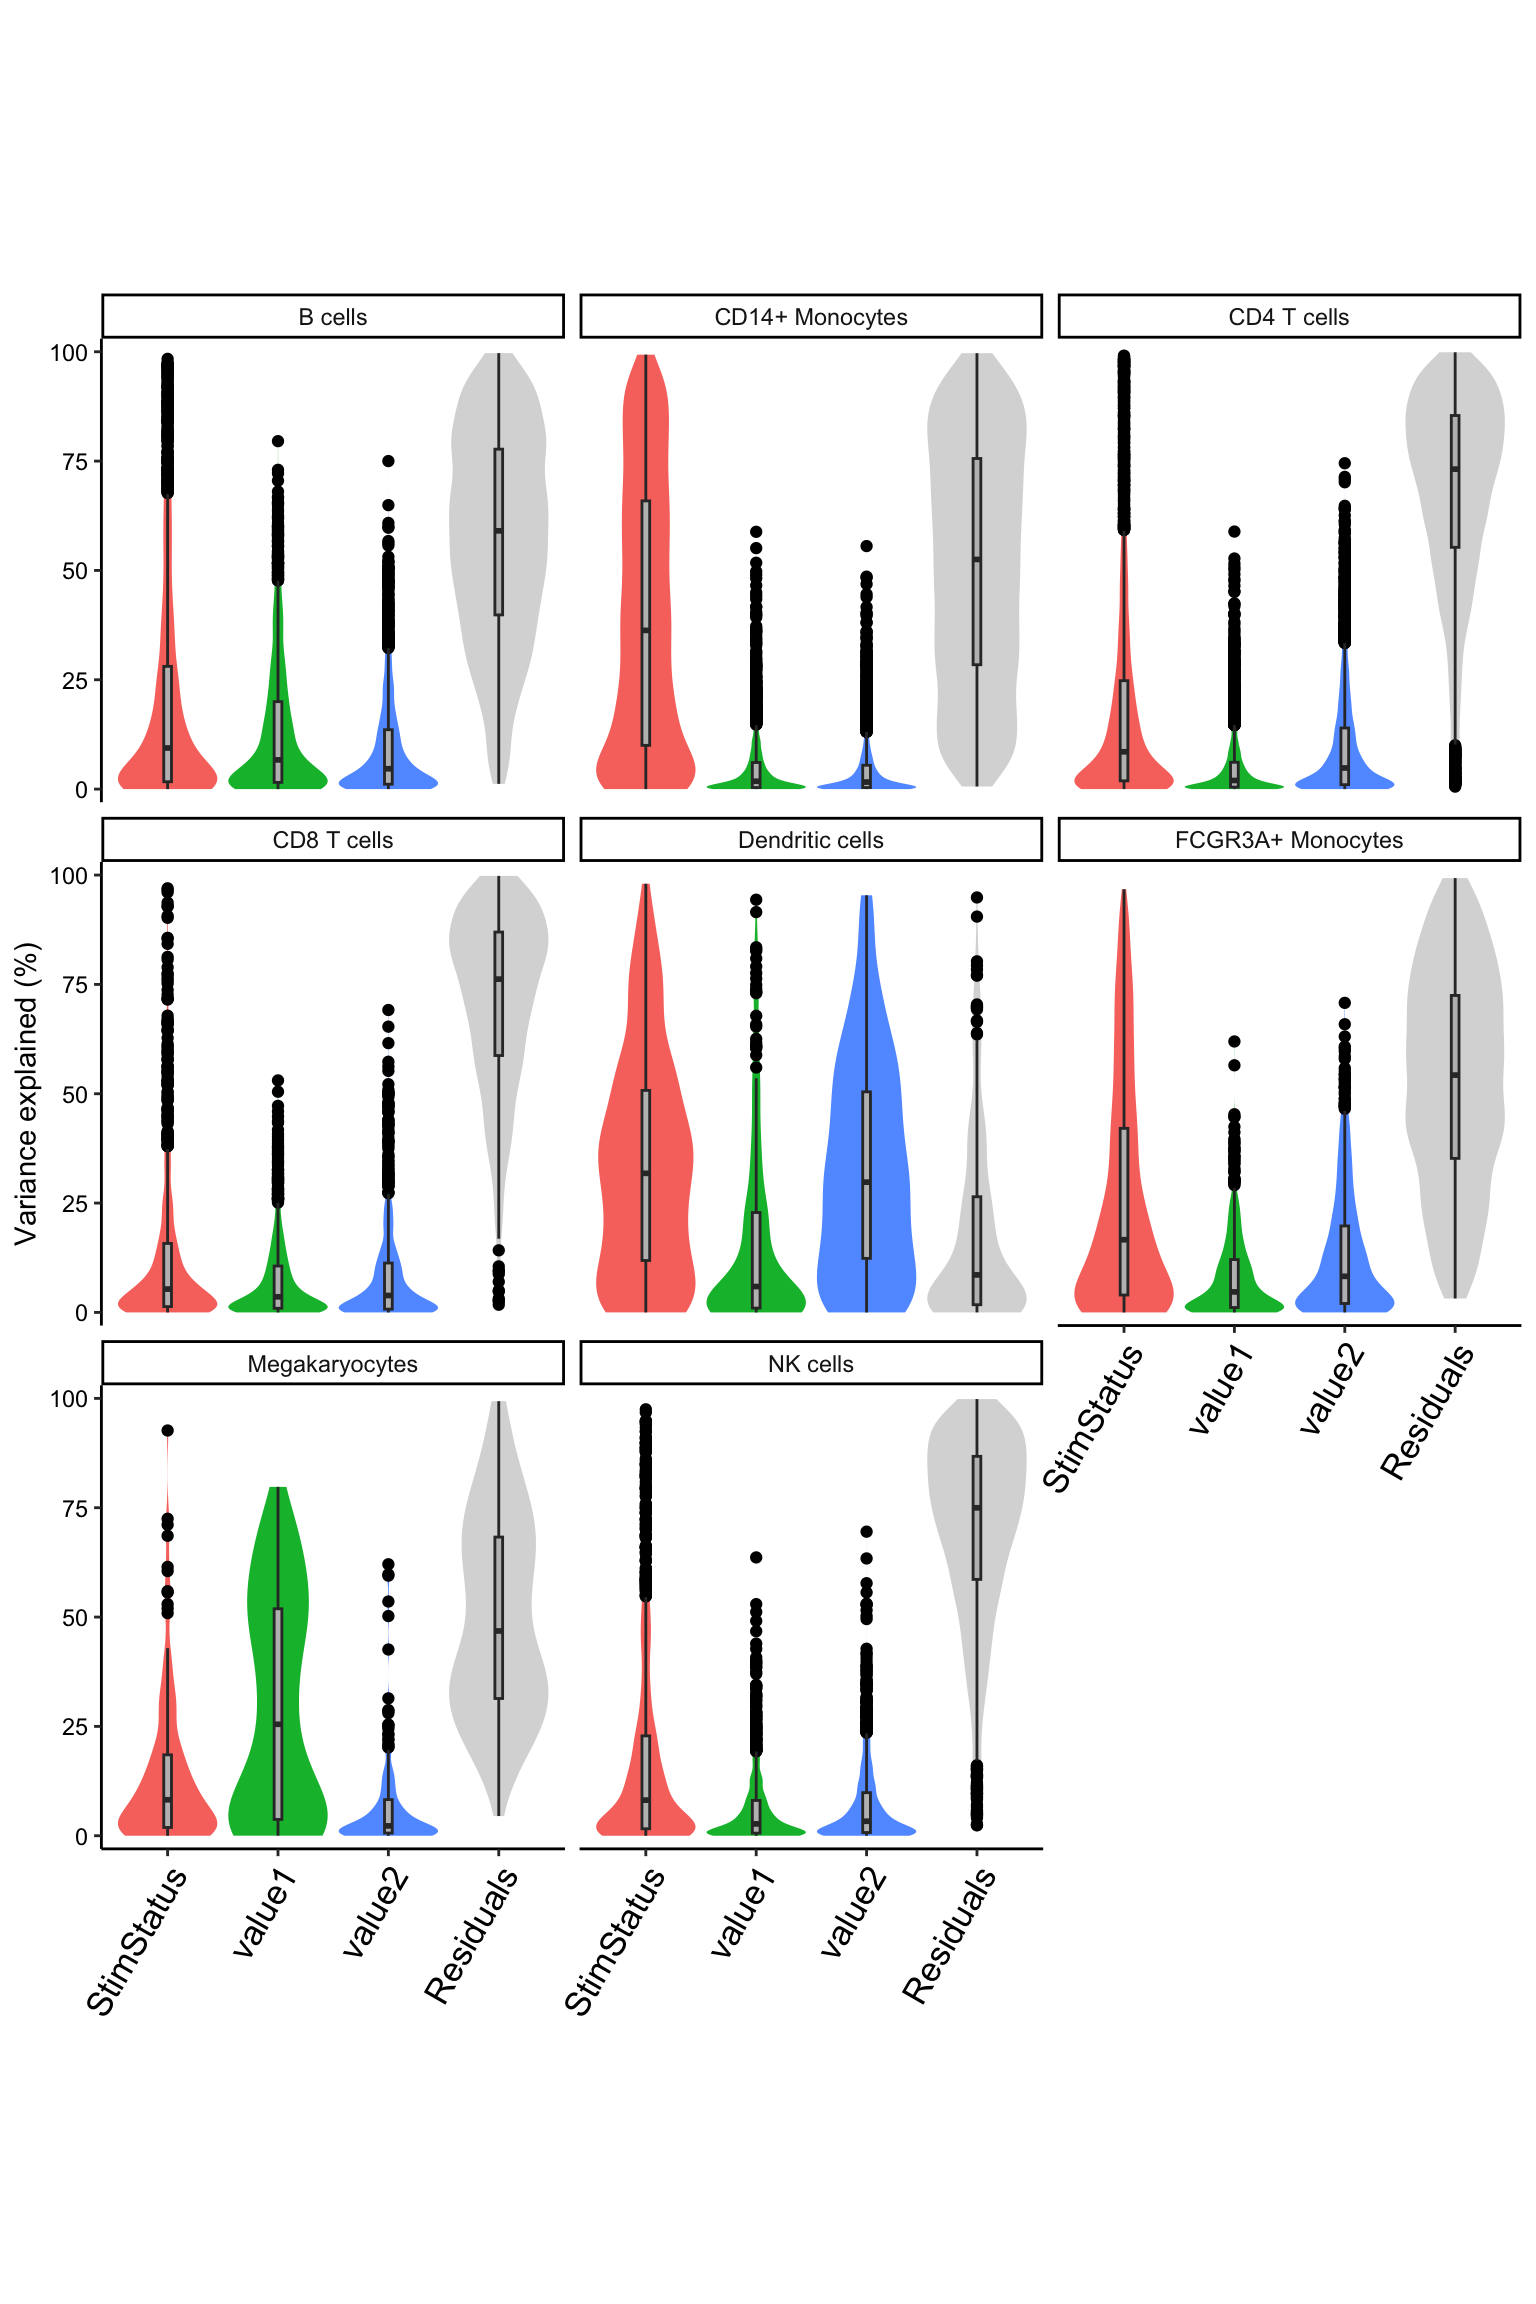 B cells
CD14+ Monocytes
CD4 T cells
100
75
50
25
0
CD8 T cells
Dendritic cells
FCGR3A+ Monocytes
Variance explained (%)
100
75
50
25
0
StimStatus
value1
value2
Residuals
Megakaryocytes
NK cells
100
75
50
25
0
StimStatus
value1
value2
Residuals
StimStatus
value1
value2
Residuals